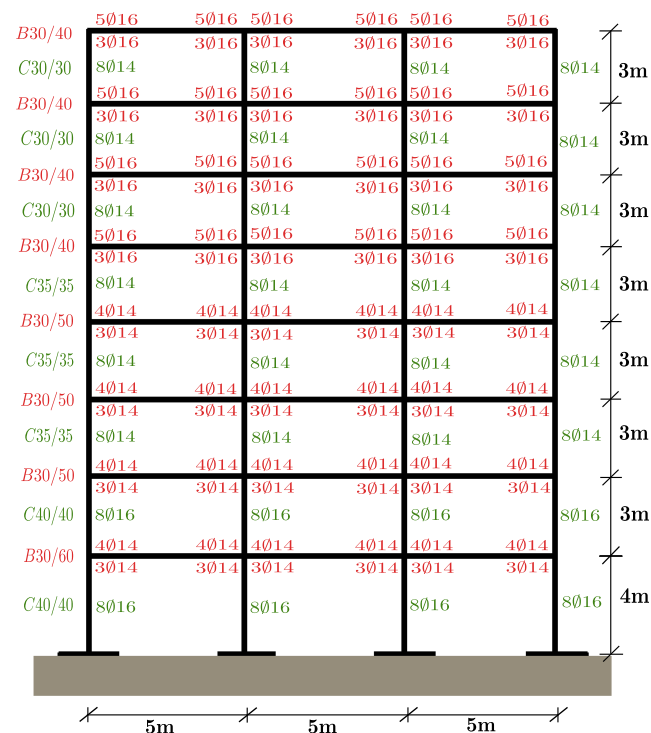 5Ø16 5Ø16 5Ø16 5Ø16 5Ø16 5Ø16
B30/40
3Ø16 3Ø16 3Ø16 3Ø16 3Ø16 3Ø16
C30/30 8Ø14 8Ø14 8Ø14 8Ø14 3m
5Ø16 5Ø16 5Ø16 5Ø16 5Ø16 5Ø16
B30/40
3Ø16 3Ø16 3Ø16 3Ø16 3Ø16 3Ø16
C30/30 8Ø14 8Ø14 8Ø14 8Ø14 3m
5Ø16 5Ø16 5Ø16 5Ø16 5Ø16 5Ø16
B30/40
3Ø16 3Ø16 3Ø16 3Ø16 3Ø16 3Ø16
C30/30 8Ø14 8Ø14 8Ø14 8Ø14 3m
5Ø16 5Ø16 5Ø16 5Ø16 5Ø16 5Ø16
B30/40
3Ø16 3Ø16 3Ø16 3Ø16 3Ø16 3Ø16
C35/35 8Ø14 8Ø14 8Ø14 8Ø14 3m
4Ø14 4Ø14 4Ø14 4Ø14 4Ø14 4Ø14
B30/50
3Ø14 3Ø14 3Ø14 3Ø14 3Ø14 3Ø14
C35/35 8Ø14 8Ø14 8Ø14 8Ø14 3m
4Ø14 4Ø14 4Ø14 4Ø14 4Ø14 4Ø14
B30/50
3Ø14 3Ø14 3Ø14 3Ø14 3Ø14 3Ø14
C35/35 8Ø14 8Ø14 8Ø14 8Ø14 3m
4Ø14 4Ø14 4Ø14 4Ø14 4Ø14 4Ø14
B30/50
3Ø14 3Ø14 3Ø14 3Ø14 3Ø14 3Ø14
C40/40 8Ø16 8Ø16 8Ø16 8Ø16 3m
4Ø14 4Ø14 4Ø14 4Ø14 4Ø14 4Ø14
B30/60
3Ø14 3Ø14 3Ø14 3Ø14 3Ø14 3Ø14
C40/40 8Ø16 8Ø16 8Ø16 8Ø16 4m
5m 5m 5m